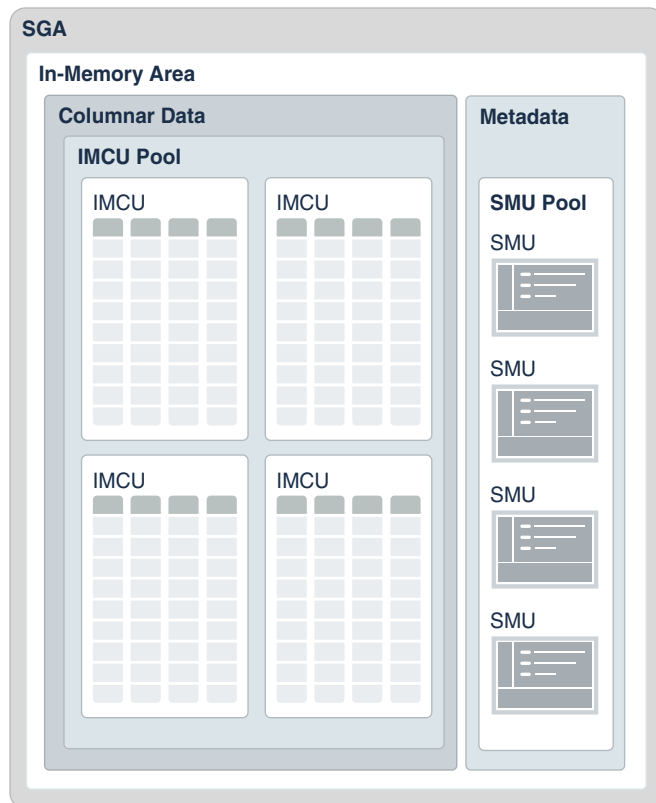 SGA
In-Memory Area
Columnar Data
IMCU Pool
IMCU
IMCU
IMCU
IMCU
Metadata
SMU Pool
SMU
SMU
SMU
SMU